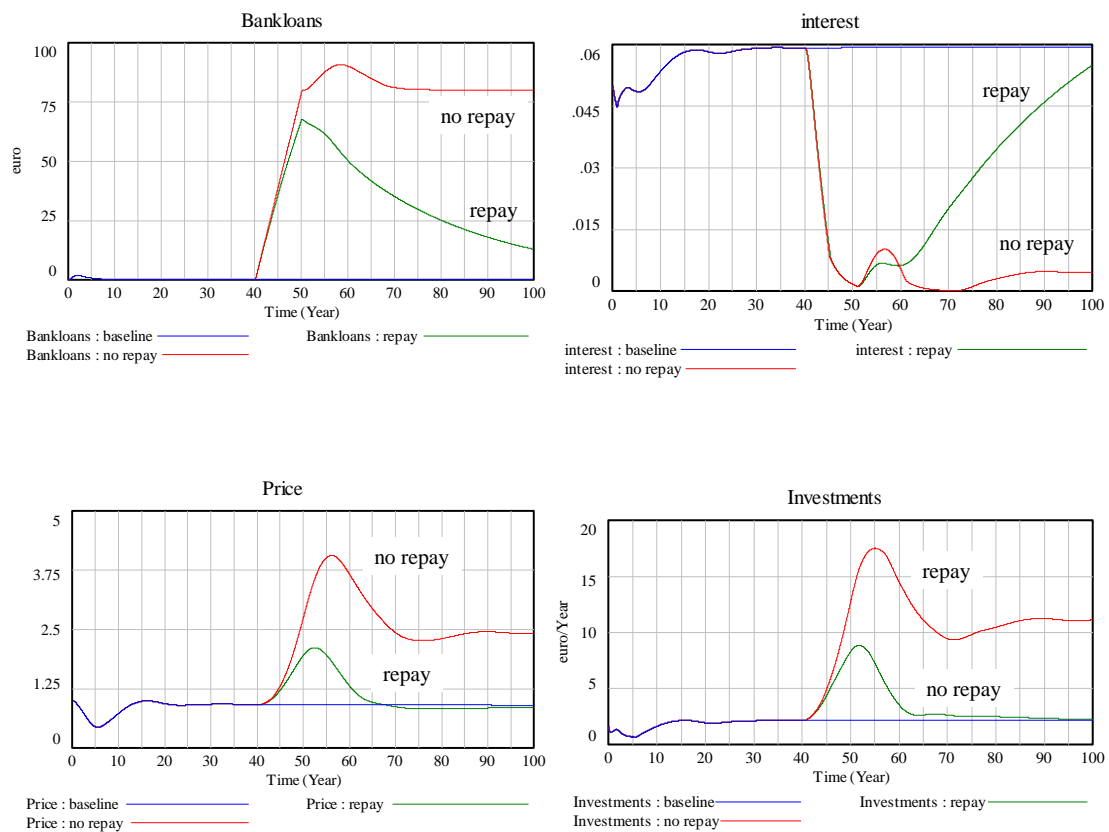 Bankloans
100
75
50
25
0
euro
no repay
repay
0 10 20 30 40 50 60 70 80 90 100
Time (Year)
Bankloans : baseline
Bankloans : repay
Bankloans : no repay
interest
.06
.045
.03
.015
0
repay
no repay
0 10 20 30 40 50 60 70 80 90 100
Time (Year)
interest : baseline
interest : repay
interest : no repay
Price
5
3.75
2.5
1.25
0
no repay
repay
0 10 20 30 40 50 60 70 80 90 100
Time (Year)
Price : baseline
Price : repay
Price : no repay
Investments
20
15
10
5
0
euro/Year
repay
no repay
0 10 20 30 40 50 60 70 80 90 100
Time (Year)
Investments : baseline
Investments : repay
Investments : no repay